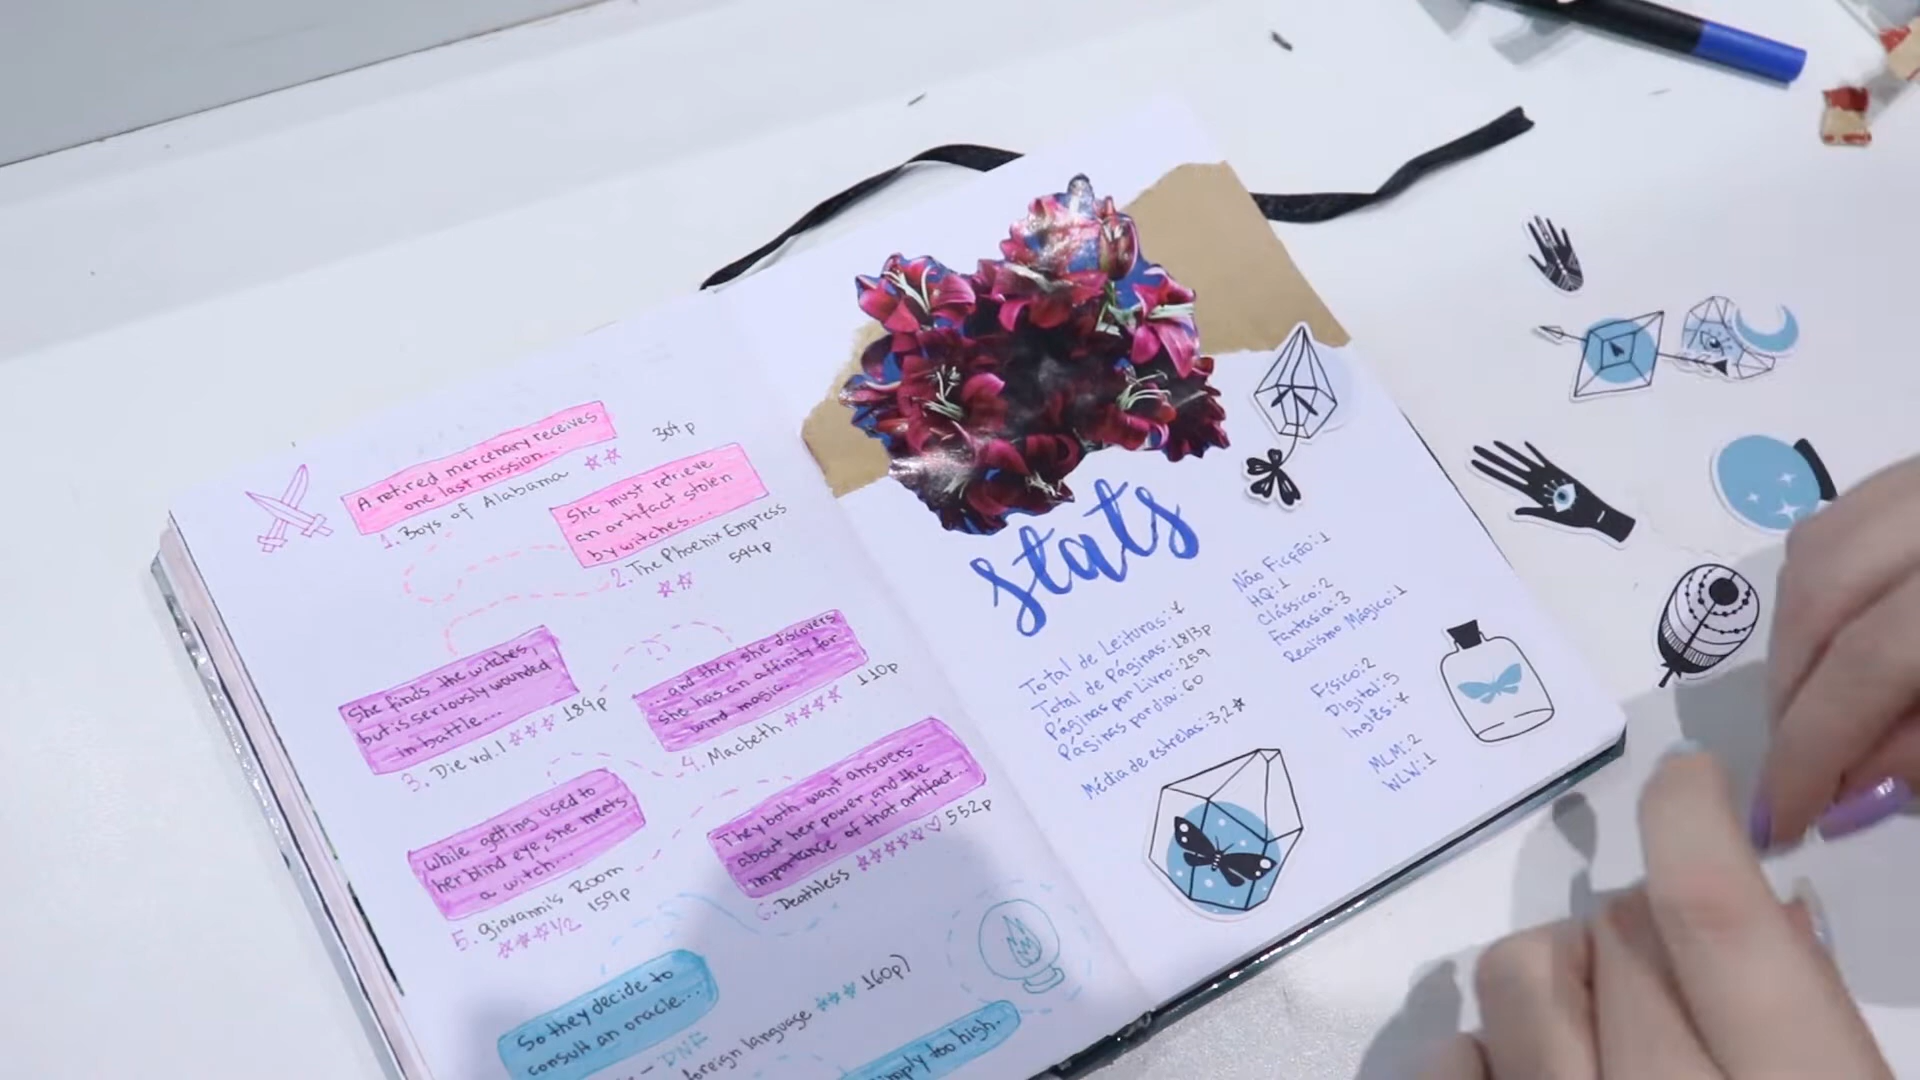 A retired mercenary receives
one last mission...
304p
1. Boys of Alabama
She must retrieve
an artifact stolen
by witches...
2. The Phoenix Empress
544p
She finds the witches,
but is seriously wounded
in battle...
3. Die vol.1
184p
...and then she discovers
she has an affinity for
wind magic.
4. Macbeth
110p
While getting used to
her blind eye, she meets
a witch...
5. Giovanni's Room
1/2 159p
They both want answers-
about her power, and the
importance of that artifact...
6. Deathless
552p
So they decide to
consult an oracle...
- DNF
foreign language
160p)
simply too high.
stats
Total de Leituras: 7
Total de Páginas: 1813p
Páginas por Livro: 259
Páginas por dia: 60
Média de estrelas: 3,2
Não Ficção: 1
HQ: 1
Clássico: 2
Fantasia: 3
Realismo Mágico: 1
Físico: 2
Digital: 5
Inglês: 7
MLM: 2
WLW: 1